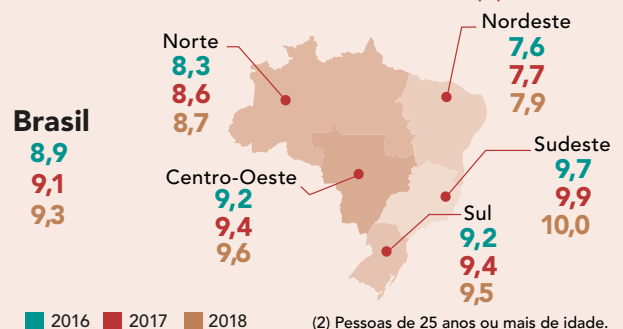 Nordeste
7,6
7,7
7,9
Norte
8,3
8,6
8,7
Brasil
8,9
9,1
9,3
Sudeste
9,7
9,9
10,0
Centro-Oeste
9,2
9,4
9,6
Sul
9,2
9,4
9,5
2016 2017 2018
(2) Pessoas de 25 anos ou mais de idade.